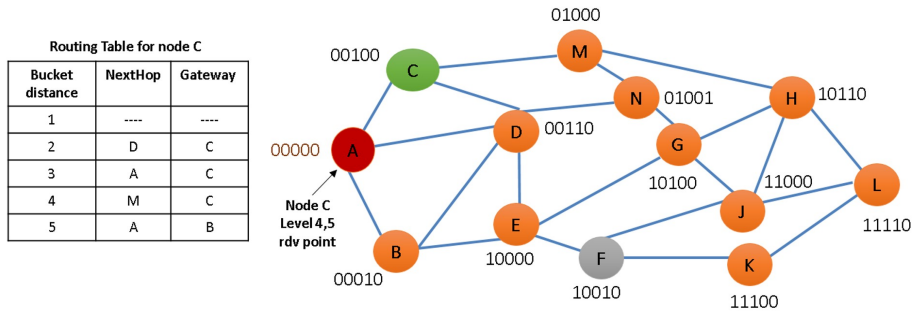 Routing Table for node C
Bucket distance NextHop Gateway
1 ---- ----
2 D C
3 A C
4 M C
5 A B
01000
M
00100
C
N
01001
H
10110
00000
A
D
00110
G
10100
11000
L
11110
J
Node C
Level 4,5
rdv point
B
00010
E
10000
F
10010
K
11100